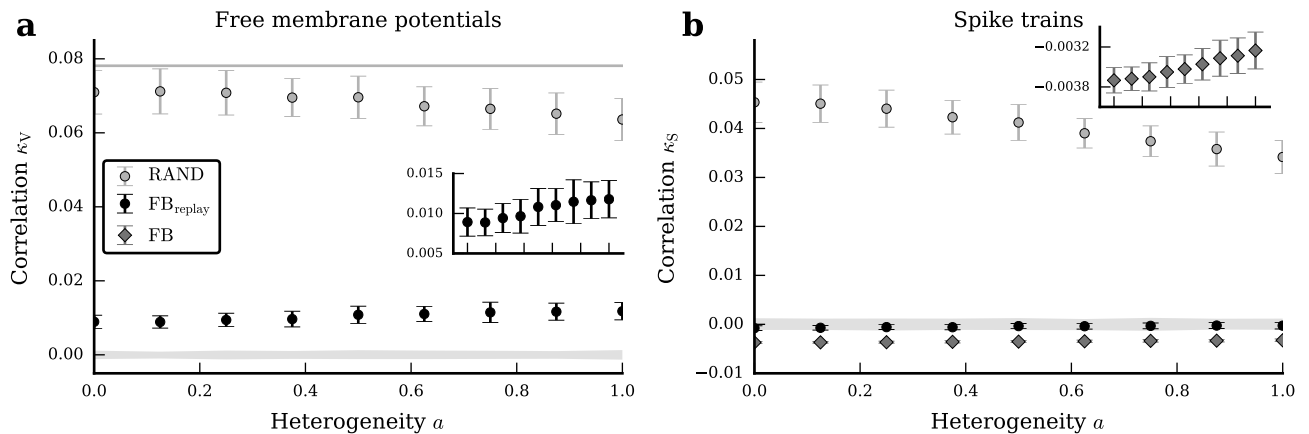 a
Free membrane potentials
0.08
0.06
0.04
0.02
0.00
Correlation κV
RAND
FBreplay
FB
0.015
0.010
0.005
0.0
0.2
0.4
0.6
0.8
1.0
Heterogeneity a
b
Spike trains
−0.0032
−0.0038
0.05
0.04
0.03
0.02
0.01
0.00
−0.01
Correlation κS
0.0
0.2
0.4
0.6
0.8
1.0
Heterogeneity a